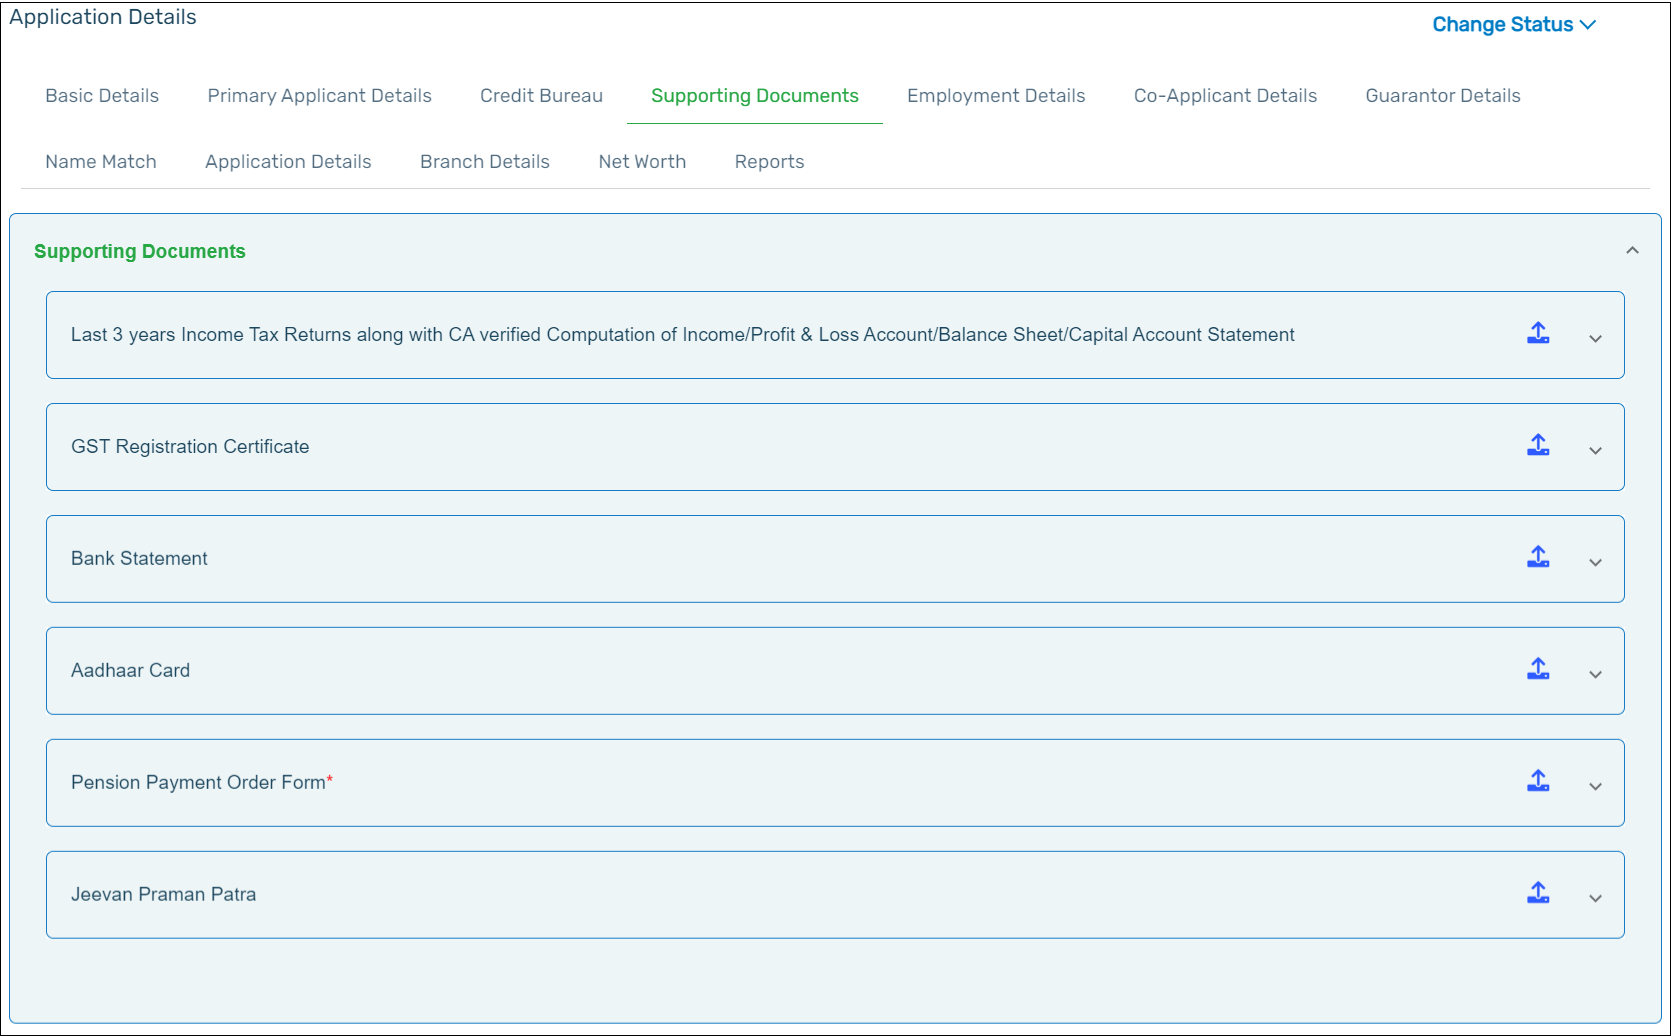 Application Details
Change Status
Basic Details
Primary Applicant Details
Credit Bureau
Supporting Documents
Employment Details
Co-Applicant Details
Guarantor Details
Name Match
Application Details
Branch Details
Net Worth
Reports
Supporting Documents
Last 3 years Income Tax Returns along with CA verified Computation of Income/Profit & Loss Account/Balance Sheet/Capital Account Statement
GST Registration Certificate
Bank Statement
Aadhaar Card
Pension Payment Order Form*
Jeevan Praman Patra